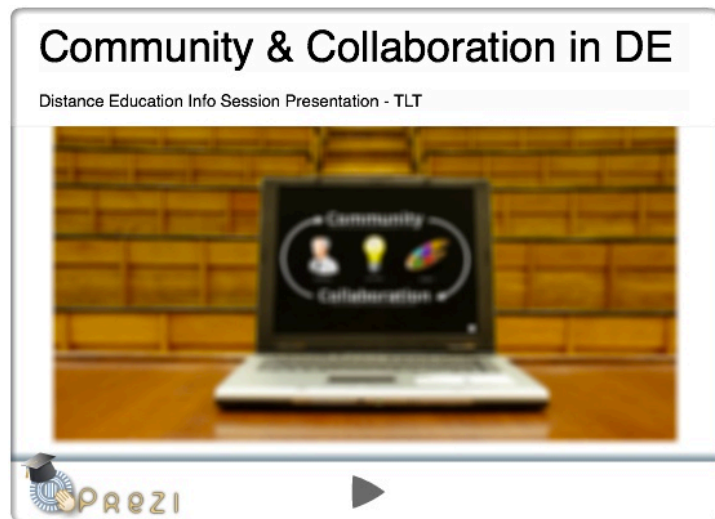 Community & Collaboration in DE
Distance Education Info Session Presentation - TLT
Community
Collaboration
PREZI